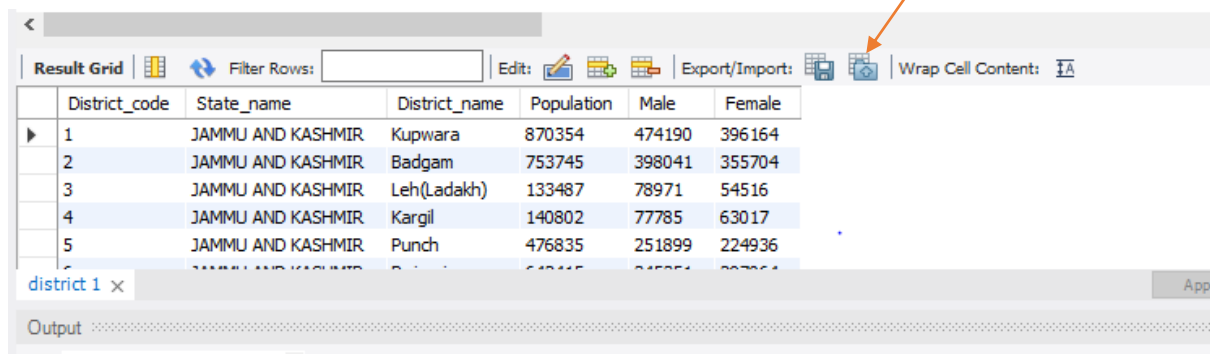 Result Grid Filter Rows: Edit: Export/Import: Wrap Cell Content: IA
District_code State_name District_name Population Male Female
1 JAMMU AND KASHMIR Kupwara 870354 474190 396164
2 JAMMU AND KASHMIR Badgam 753745 398041 355704
3 JAMMU AND KASHMIR Leh(Ladakh) 133487 78971 54516
4 JAMMU AND KASHMIR Kargil 140802 77785 63017
5 JAMMU AND KASHMIR Punch 476835 251899 224936
district 1 ×
App
Output